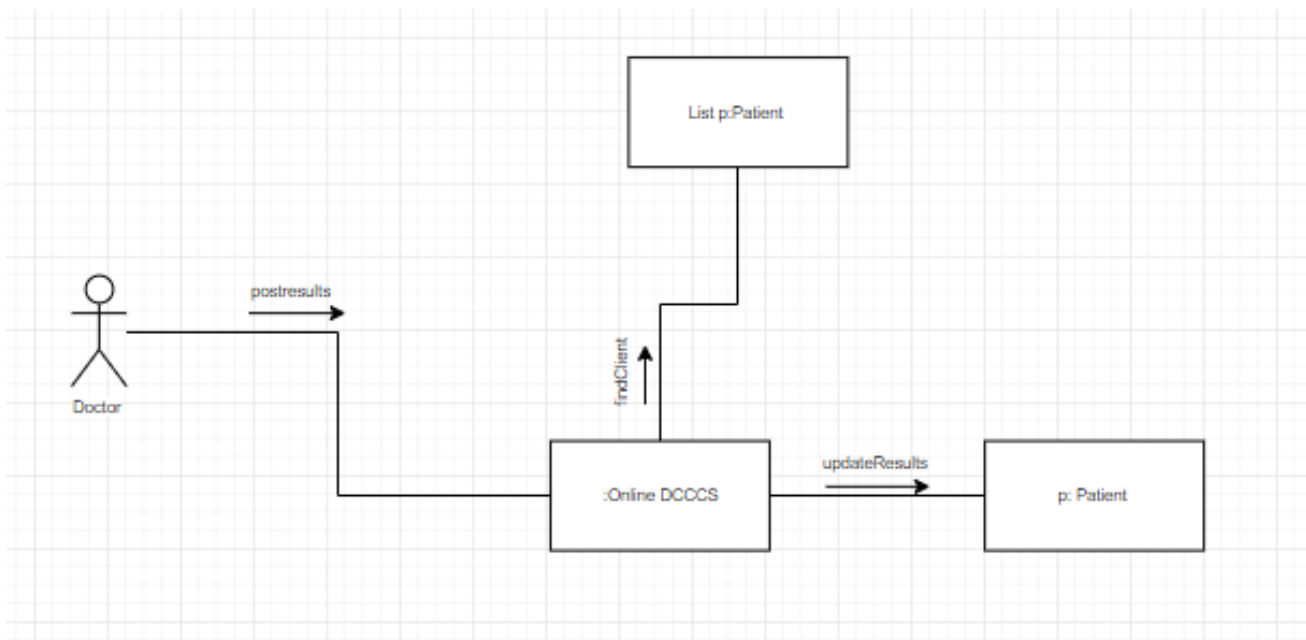 List p:Patient
postresults
findClient
Doctor
updateResults
:Online DCCCS
p: Patient